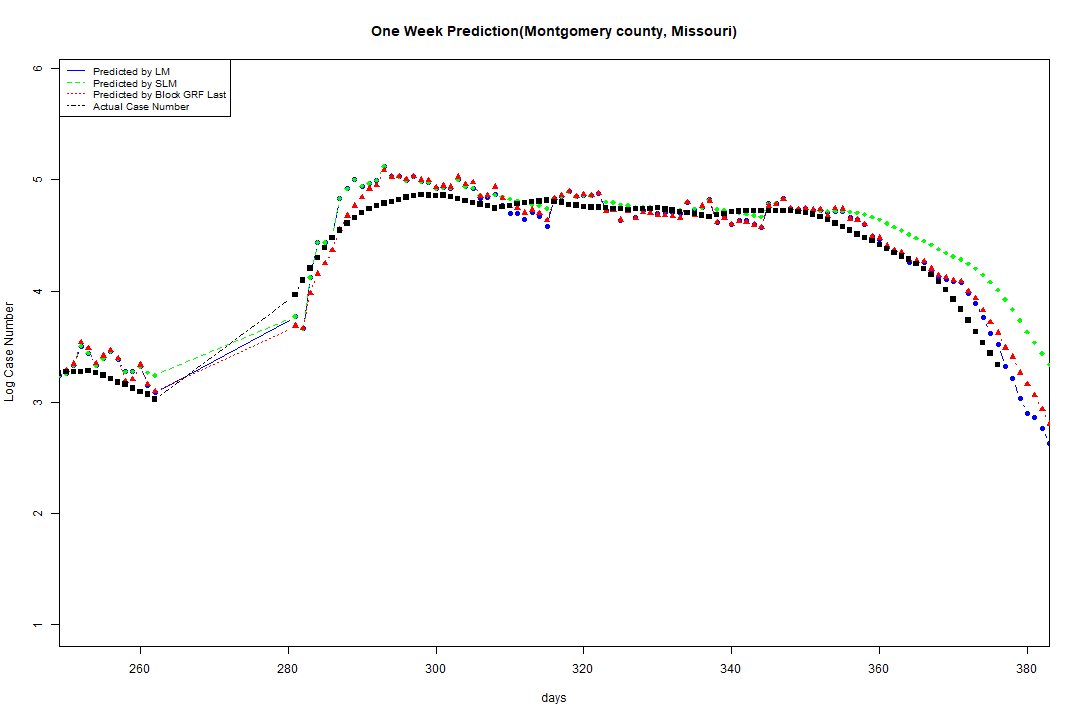 One Week Prediction(Montgomery county, Missouri)
Predicted by LM
Predicted by SLM
Predicted by Block GRF Last
Actual Case Number
6
5
4
3
2
1
Log Case Number
260 280 300 320 340 360 380
days